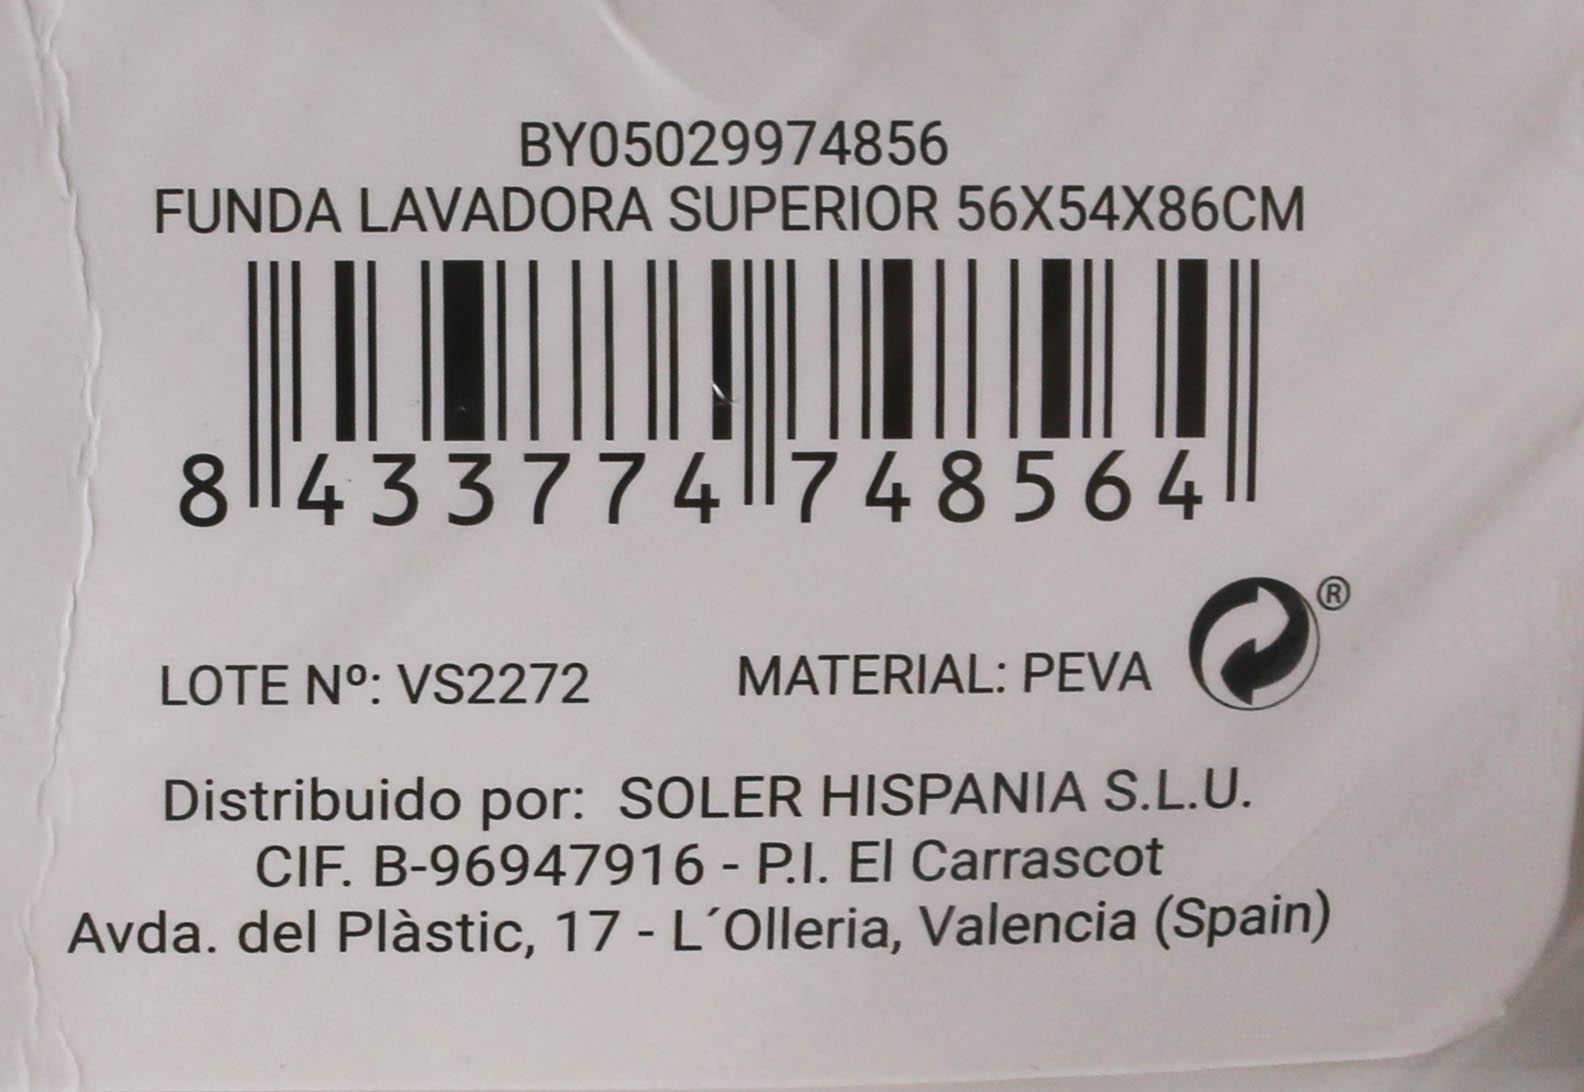 BY05029974856
FUNDA LAVADORA SUPERIOR 56X54X86CM
8 433774 748564
LOTE Nº: VS2272 MATERIAL: PEVA ®
Distribuido por: SOLER HISPANIA S.L.U.
CIF. B-96947916 - P.I. El Carrascot
Avda. del Plàstic, 17 - L´Olleria, Valencia (Spain)